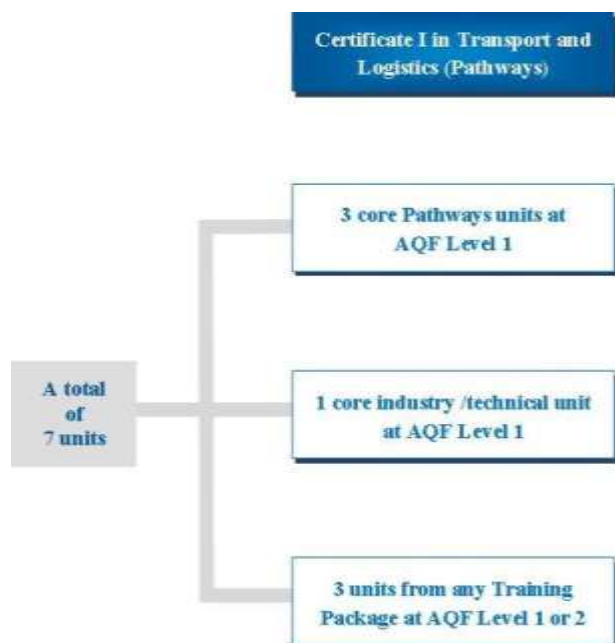 Certificate I in Transport and
Logistics (Pathways)
3 core Pathways units at
AQF Level 1
A total
of
7 units
1 core industry /technical unit
at AQF Level 1
3 units from any Training
Package at AQF Level 1 or 2